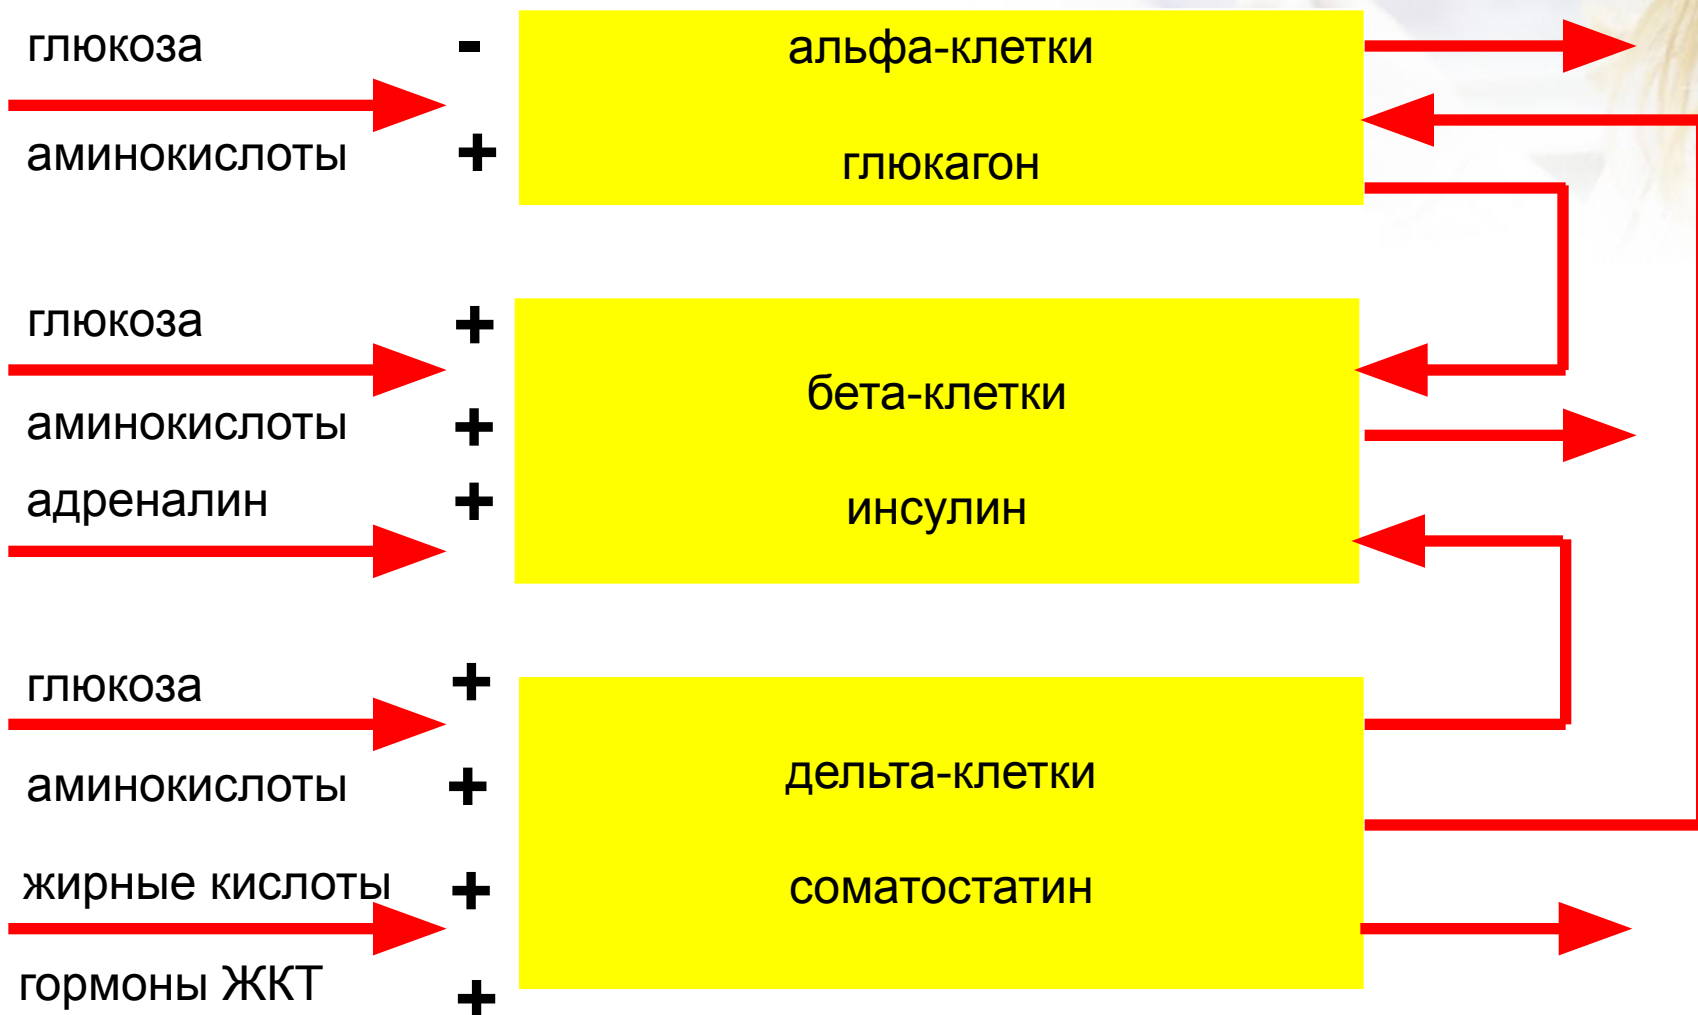 глюкоза - альфа-клетки
аминокислоты + глюкагон
глюкоза +
бета-клетки
аминокислоты +
адреналин + инсулин
глюкоза +
аминокислоты + дельта-клетки
жирные кислоты + соматостатин
гормоны ЖКТ +